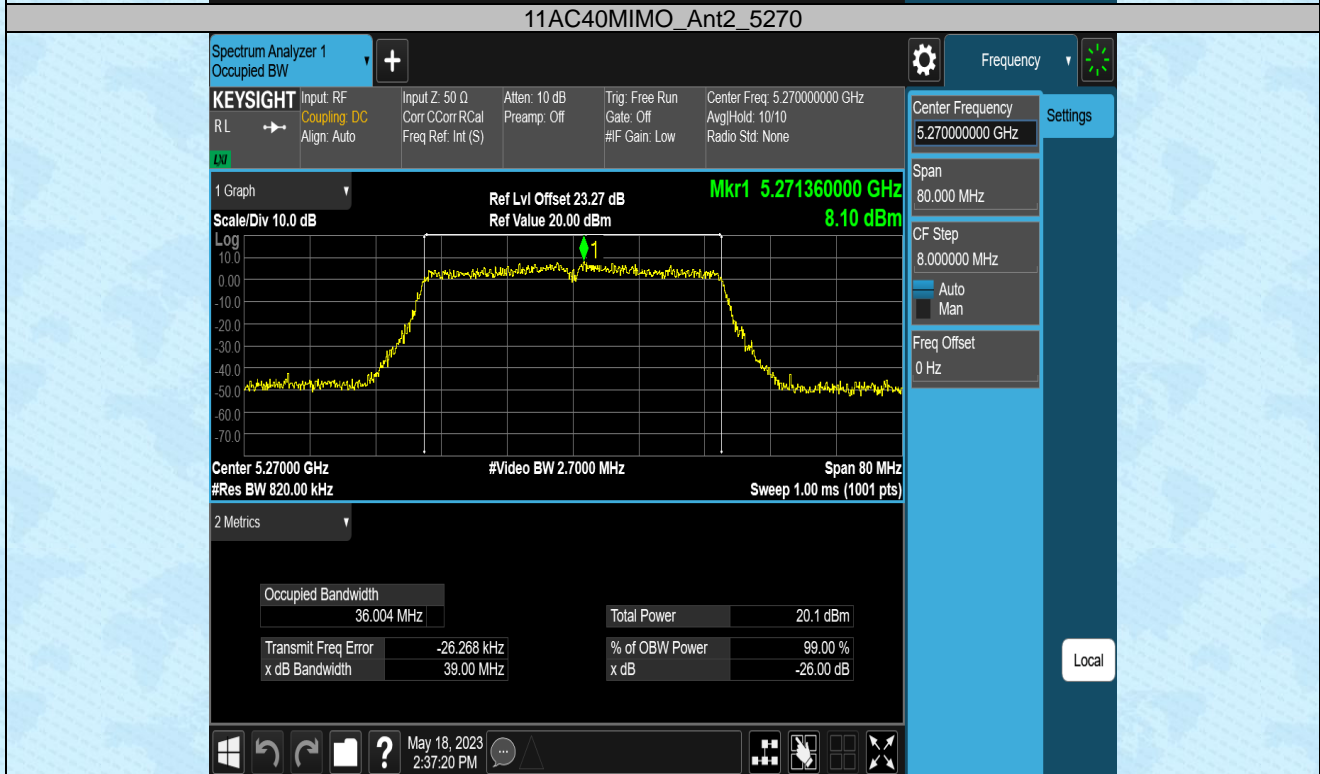 11AC40MIMO_Ant2_5270
Spectrum Analyzer 1
Occupied BW
+
Frequency
KEYSIGHT
RL
LXI
Input: RF
Coupling: DC
Align: Auto
Input Z: 50 Ω
Corr CCorr RCal
Freq Ref: Int (S)
Atten: 10 dB
Preamp: Off
Trig: Free Run
Gate: Off
#IF Gain: Low
Center Freq: 5.270000000 GHz
Avg|Hold: 10/10
Radio Std: None
Center Frequency
5.270000000 GHz
Settings
Span
80.000 MHz
CF Step
8.000000 MHz
Auto
Man
Freq Offset
0 Hz
1 Graph
Scale/Div 10.0 dB
Ref Lvl Offset 23.27 dB
Ref Value 20.00 dBm
Mkr1 5.271360000 GHz
8.10 dBm
Log
1
10.0
0.00
-10.0
-20.0
-30.0
-40.0
-50.0
-60.0
-70.0
Center 5.27000 GHz
#Video BW 2.7000 MHz
Span 80 MHz
#Res BW 820.00 kHz
Sweep 1.00 ms (1001 pts)
2 Metrics
Occupied Bandwidth
36.004 MHz
Total Power 20.1 dBm
Transmit Freq Error -26.268 kHz
% of OBW Power 99.00 %
x dB Bandwidth 39.00 MHz
x dB -26.00 dB
Local
?
May 18, 2023
2:37:20 PM